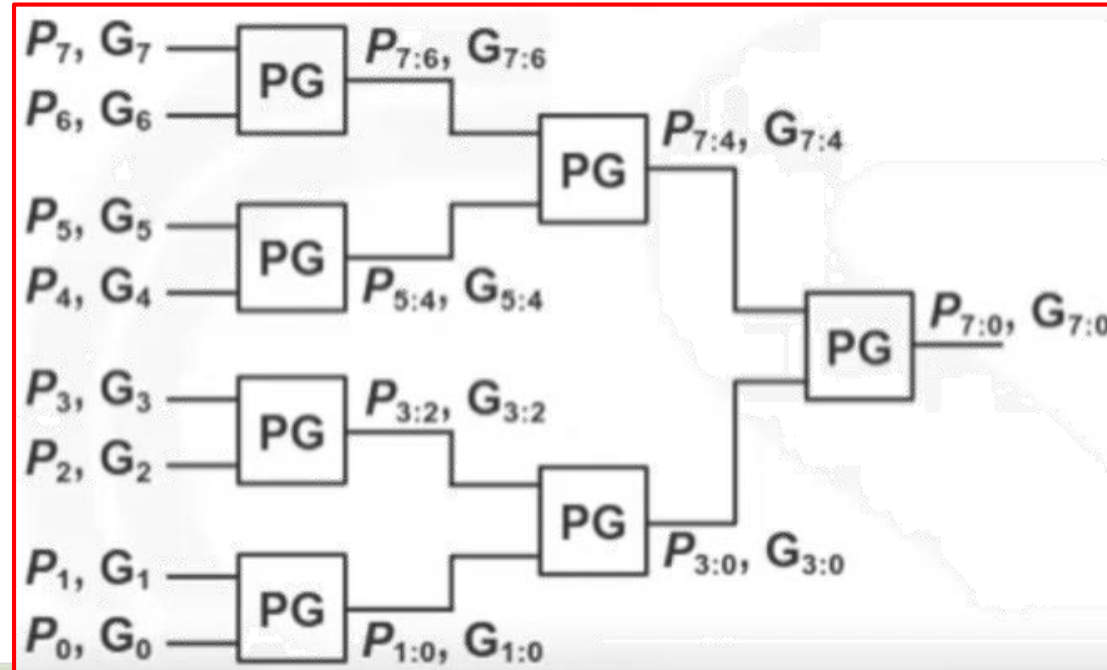 P₇, G₇
PG
P₇:₆, G₇:₆
P₆, G₆
PG
P₇:₄, G₇:₄
P₅, G₅
PG
P₅:₄, G₅:₄
P₄, G₄
PG
P₇:₀, G₇:₀
P₃, G₃
PG
P₃:₂, G₃:₂
P₂, G₂
PG
P₃:₀, G₃:₀
P₁, G₁
PG
P₁:₀, G₁:₀
P₀, G₀